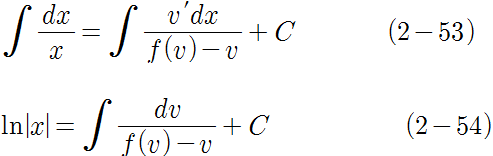 ∫ dx/x = ∫ v′dx/(f(v)−v) + C (2−53)
ln|x| = ∫ dv/(f(v)−v) + C (2−54)